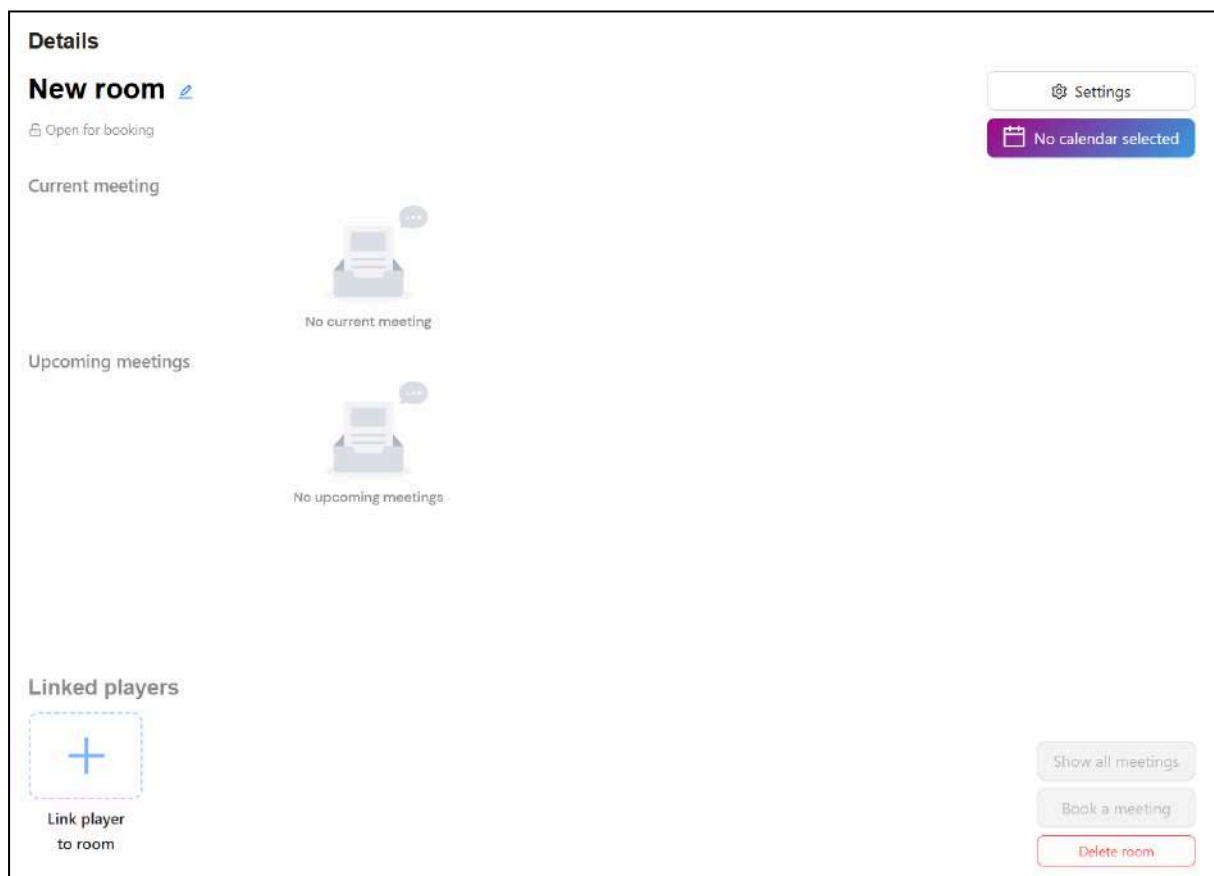 Details
New room
Settings
Open for booking
No calendar selected
Current meeting
No current meeting
Upcoming meetings
No upcoming meetings
Linked players
Link player
to room
Show all meetings
Book a meeting
Delete room